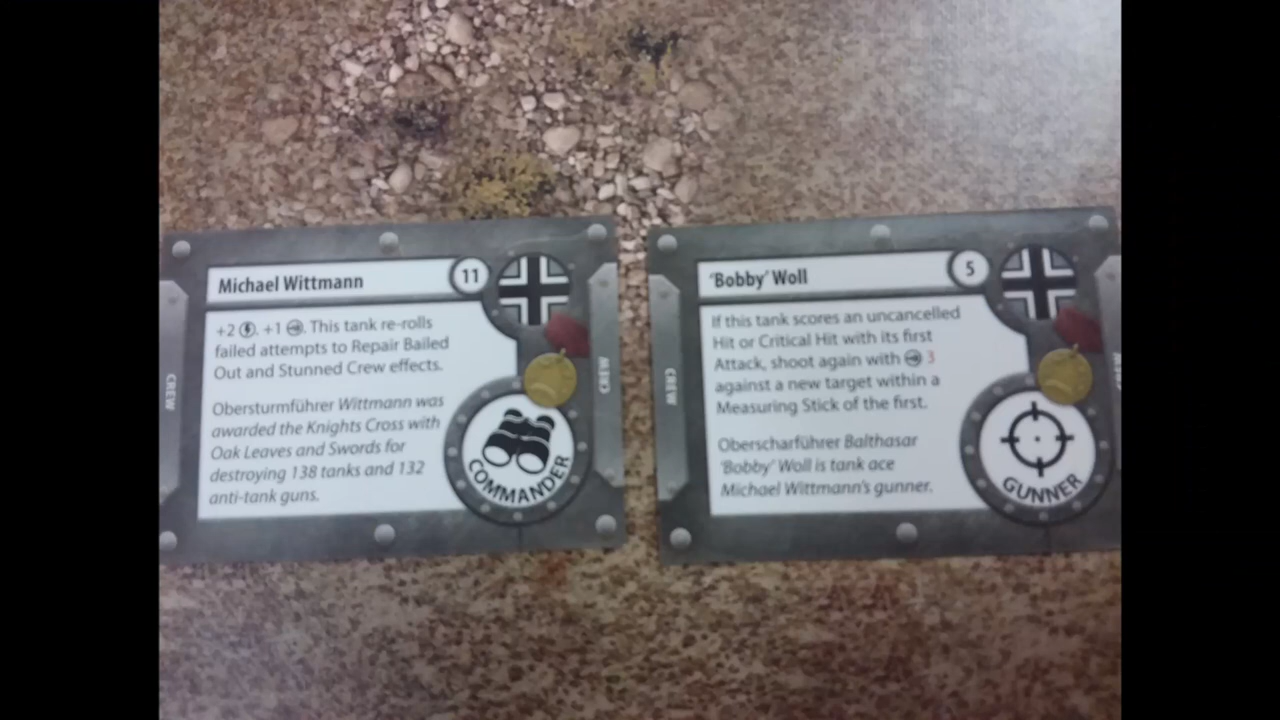 Michael Wittmann
11
+2 . +1 . This tank re-rolls
failed attempts to Repair Bailed
Out and Stunned Crew effects.
Obersturmführer Wittmann was
awarded the Knights Cross with
Oak Leaves and Swords for
destroying 138 tanks and 132
anti-tank guns.
COMMANDER
CREW
CREW
'Bobby' Woll
5
If this tank scores an uncancelled
Hit or Critical Hit with its first
Attack, shoot again with 3
against a new target within a
Measuring Stick of the first.
Oberscharführer Balthasar
'Bobby' Woll is tank ace
Michael Wittmann's gunner.
GUNNER
CREW